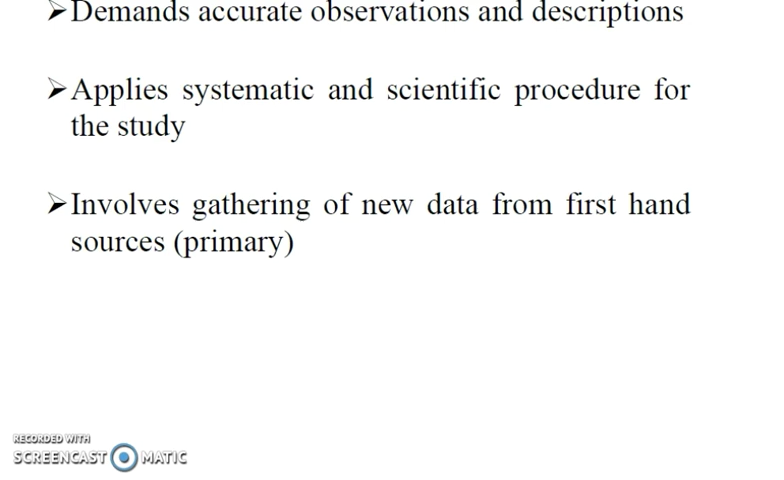 ➢Demands accurate observations and descriptions
➢Applies systematic and scientific procedure for
the study
➢Involves gathering of new data from first hand
sources (primary)
RECORDED WITH
SCREENCAST MATIC